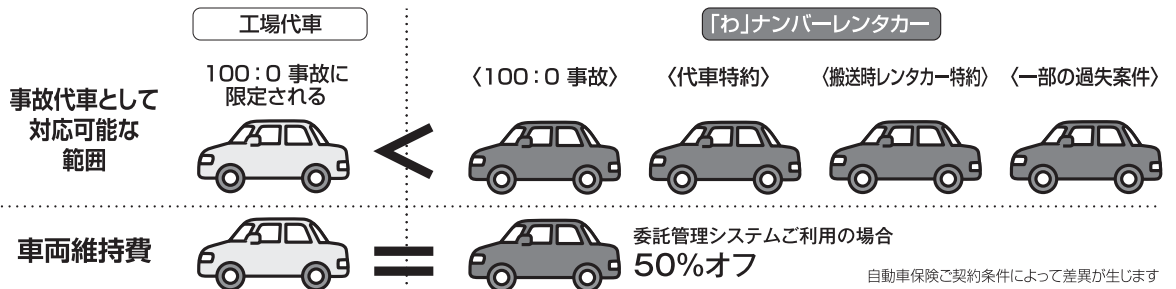 工場代車
「わ」ナンバーレンタカー
事故代車として
対応可能な
範囲
100：0 事故に
限定される
〈100：0 事故〉
〈代車特約〉
〈搬送時レンタカー特約〉
〈一部の過失案件〉
<
車両維持費
=
委託管理システムご利用の場合
50%オフ
自動車保険ご契約条件によって差異が生じます